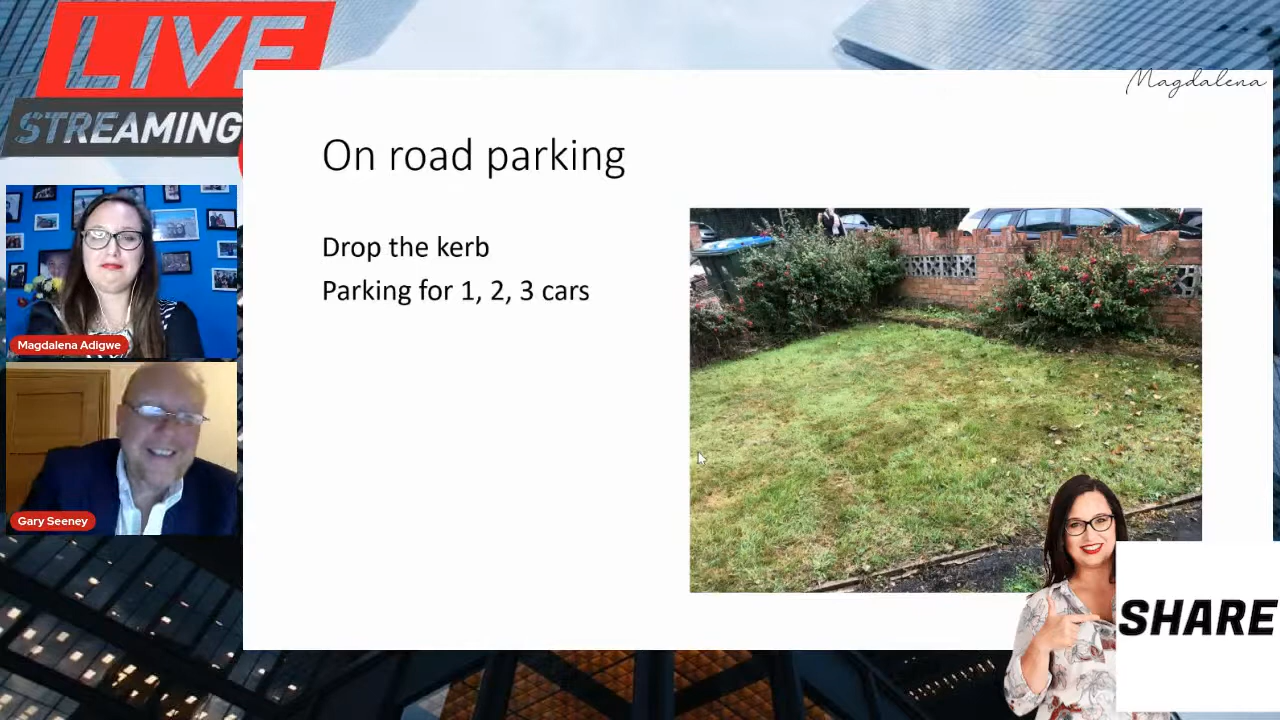 LIVE
STREAMING
Magdalena
On road parking
Drop the kerb
Parking for 1, 2, 3 cars
Magdalena Adigwe
Gary Seeney
SHARE